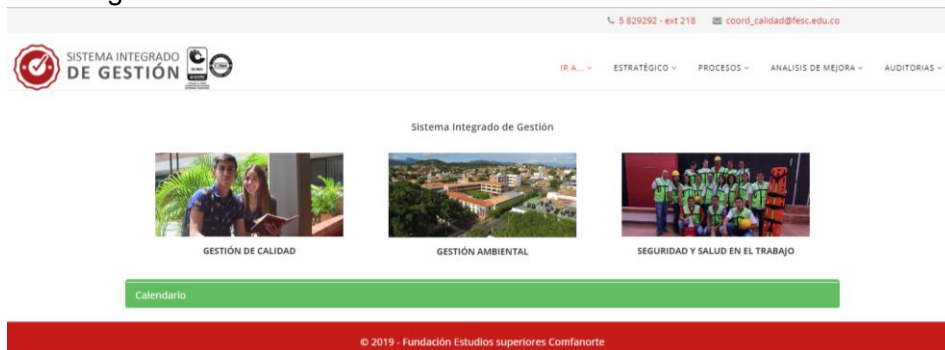 5 829292 - ext 218 coord_calidad@fesc.edu.co
SISTEMA INTEGRADO
DE GESTIÓN
IR A... ESTRATÉGICO PROCESOS ANALISIS DE MEJORA AUDITORIAS
Sistema Integrado de Gestión
GESTIÓN DE CALIDAD GESTIÓN AMBIENTAL SEGURIDAD Y SALUD EN EL TRABAJO
Calendario
© 2019 - Fundación Estudios superiores Comfanorte